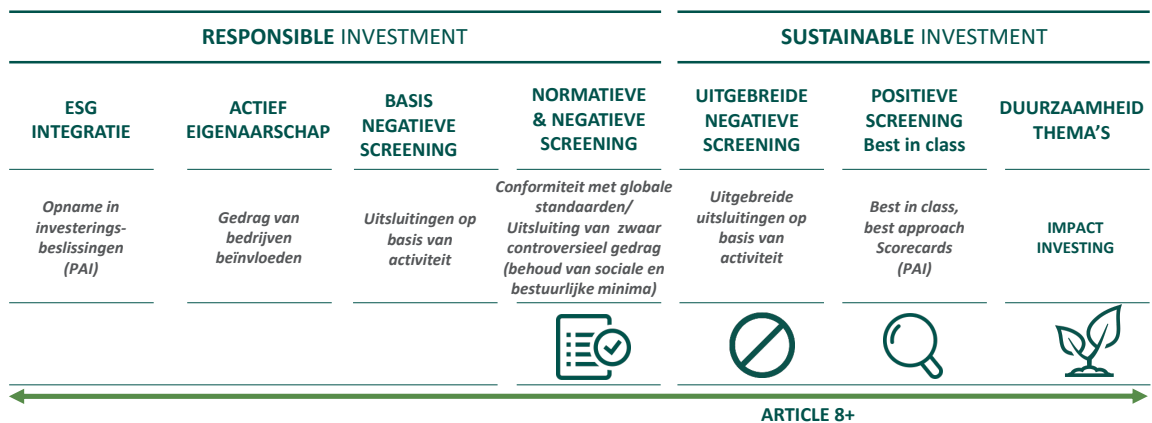 RESPONSIBLE INVESTMENT
SUSTAINABLE INVESTMENT
ESG
INTEGRATIE
ACTIEF
EIGENAARSCHAP
BASIS
NEGATIEVE
SCREENING
NORMATIEVE
& NEGATIEVE
SCREENING
UITGEBREIDE
NEGATIEVE
SCREENING
POSITIEVE
SCREENING
Best in class
DUURZAAMHEID
THEMA'S
Opname in
investerings-
beslissingen
(PAI)
Gedrag van
bedrijven
beïnvloeden
Uitsluitingen op
basis van
activiteit
Conformiteit met globale
standaarden/
Uitsluiting van zwaar
controversieel gedrag
(behoud van sociale en
bestuurlijke minima)
Uitgebreide
uitsluitingen op
basis van
activiteit
Best in class,
best approach
Scorecards
(PAI)
IMPACT
INVESTING
ARTICLE 8+